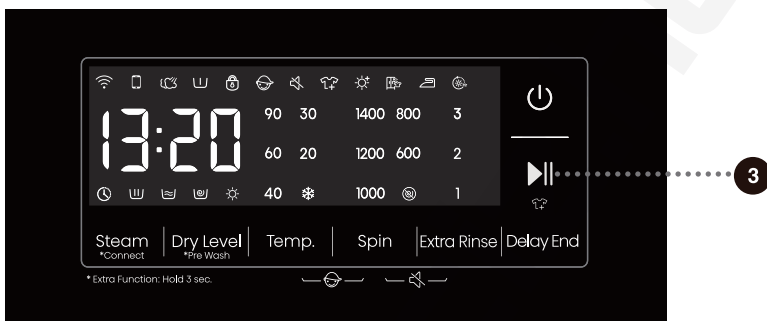 13:20
90 30 1400 800 3
60 20 1200 600 2
40 1000 1
3
Steam
*Connect
Dry Level
*Pre Wash
Temp.
Spin
Extra Rinse
Delay End
* Extra Function: Hold 3 sec.